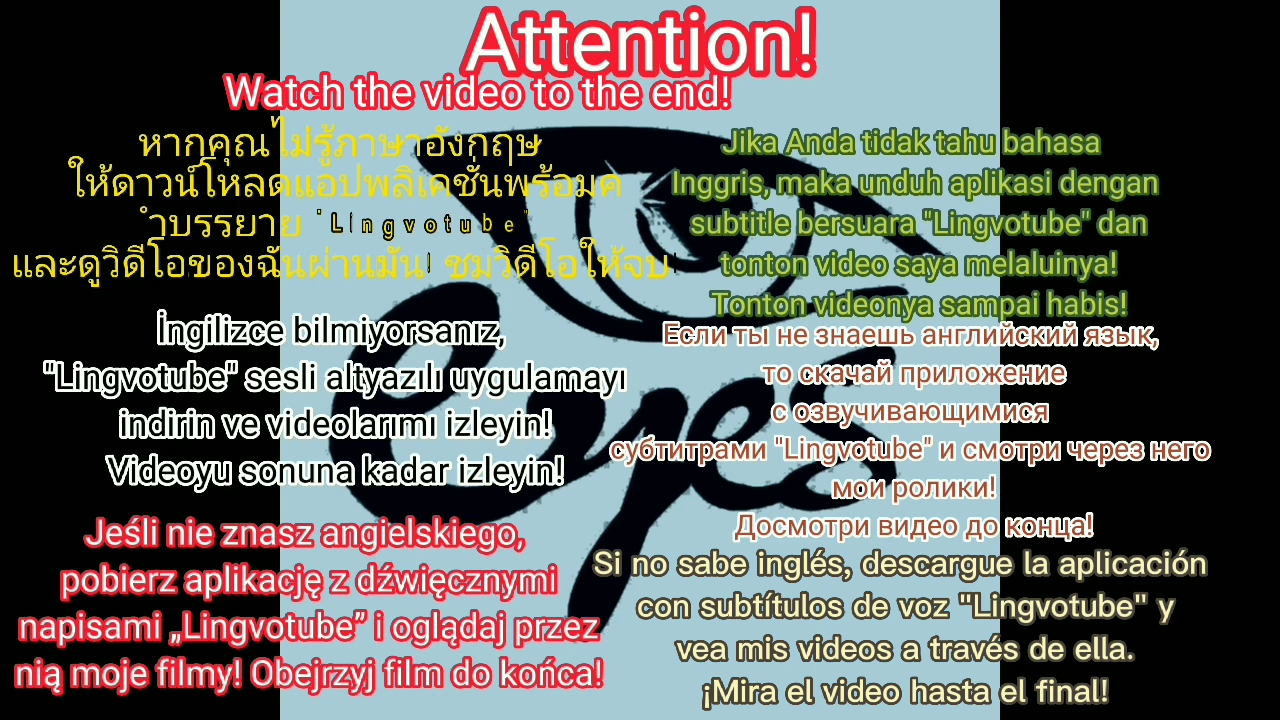 Attention!
Watch the video to the end!
หากคุณไม่รู้ภาษาอังกฤษ
ให้ดาวน์โหลดแอปพลิเคชั่นพร้อมค
ำบรรยาย "Lingvotube"
และดูวิดีโอของฉันผ่านมัน! ชมวิดีโอให้จบ!
Jika Anda tidak tahu bahasa
Inggris, maka unduh aplikasi dengan
subtitle bersuara "Lingvotube" dan
tonton video saya melaluinya!
Tonton videonya sampai habis!
İngilizce bilmiyorsanız,
"Lingvotube" sesli altyazılı uygulamayı
indirin ve videolarımı izleyin!
Videoyu sonuna kadar izleyin!
Если ты не знаешь английский язык,
то скачай приложение
с озвучивающимися
субтитрами "Lingvotube" и смотри через него
мои ролики!
Досмотри видео до конца!
Jeśli nie znasz angielskiego,
pobierz aplikację z dźwięcznymi
napisami „Lingvotube” i oglądaj przez
nią moje filmy! Obejrzyj film do końca!
Si no sabe inglés, descargue la aplicación
con subtítulos de voz "Lingvotube" y
vea mis videos a través de ella.
¡Mira el video hasta el final!
eyes